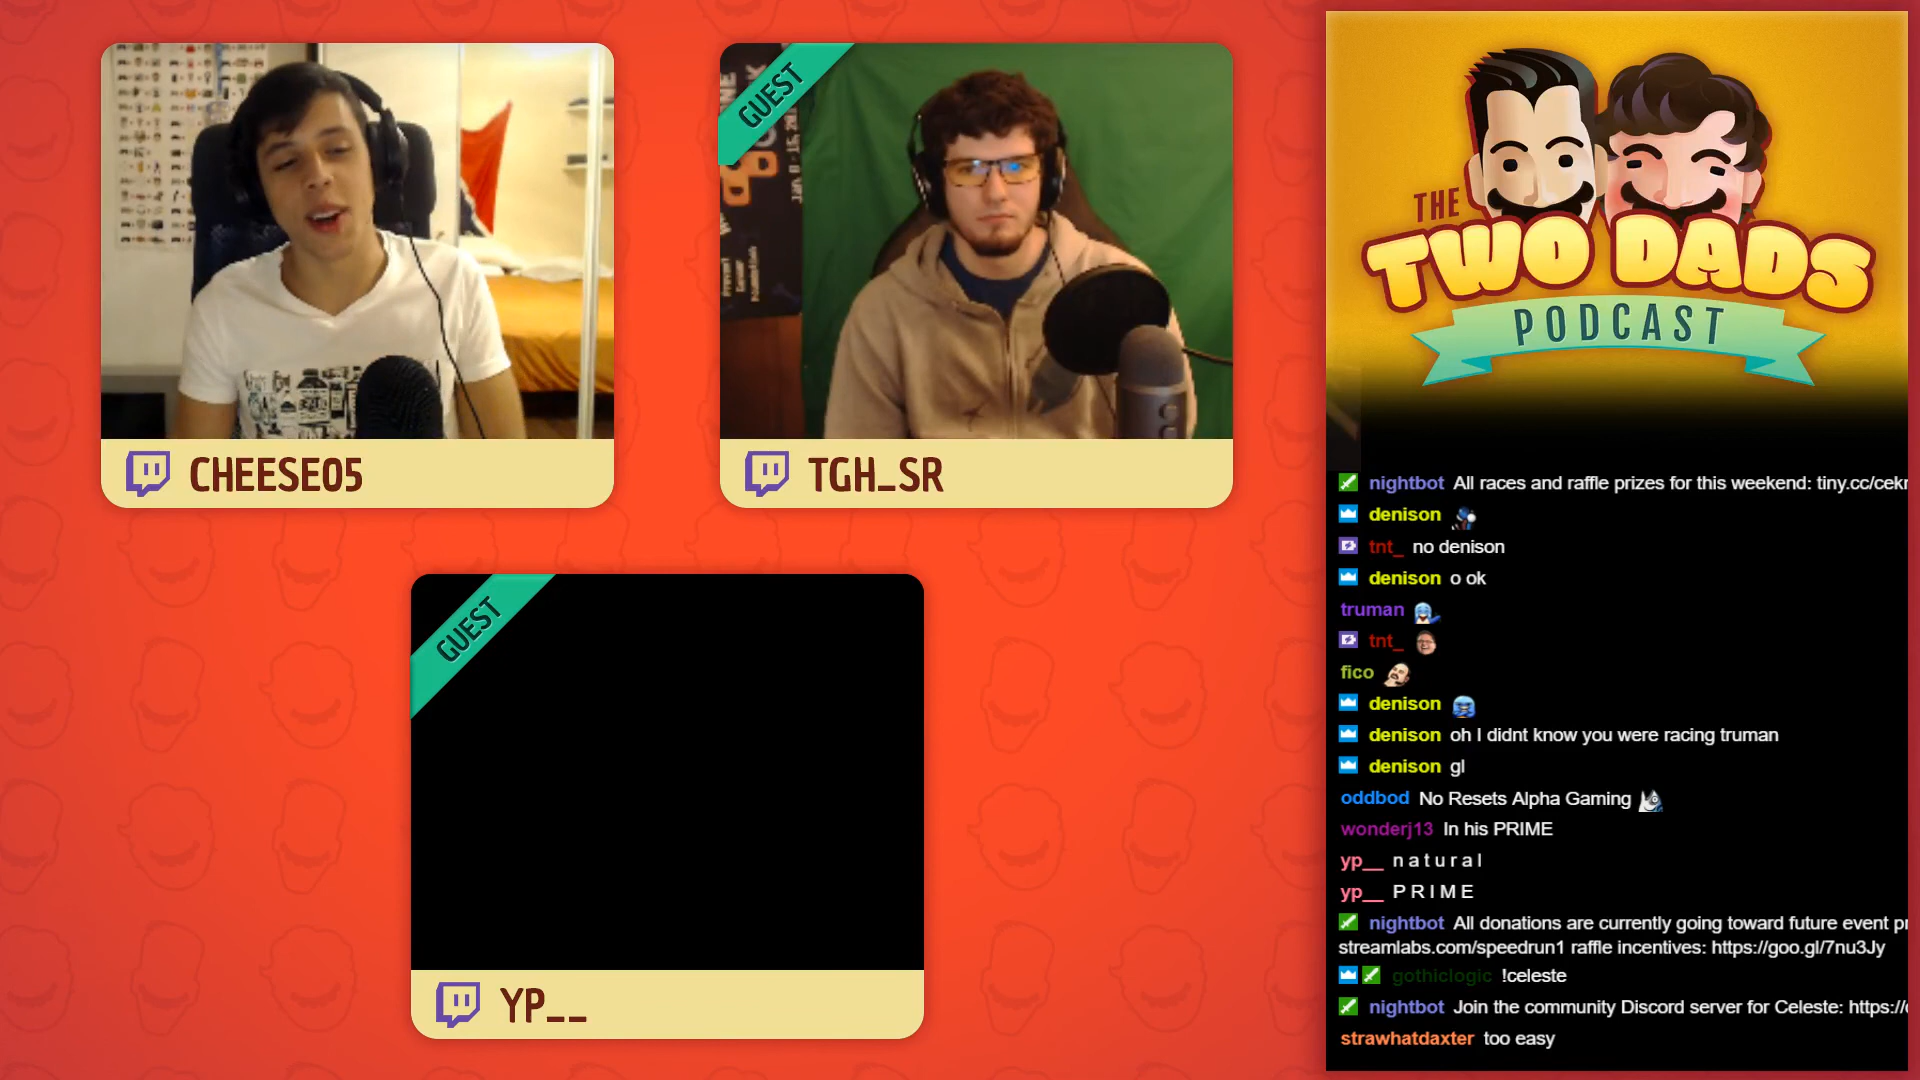 GUEST
CHEESE05
TGH_SR
GUEST
YP__
THE
TWO DADS
PODCAST
nightbot All races and raffle prizes for this weekend: tiny.cc/cekr
denison
tnt_ no denison
denison o ok
truman
tnt_
fico
denison
denison oh I didnt know you were racing truman
denison gl
oddbod No Resets Alpha Gaming
wonderj13 In his PRIME
yp__ n a t u r a l
yp__ P R I M E
nightbot All donations are currently going toward future event pr
streamlabs.com/speedrun1 raffle incentives: https://goo.gl/7nu3Jy
gothiclogic !celeste
nightbot Join the community Discord server for Celeste: https://
strawhatdaxter too easy